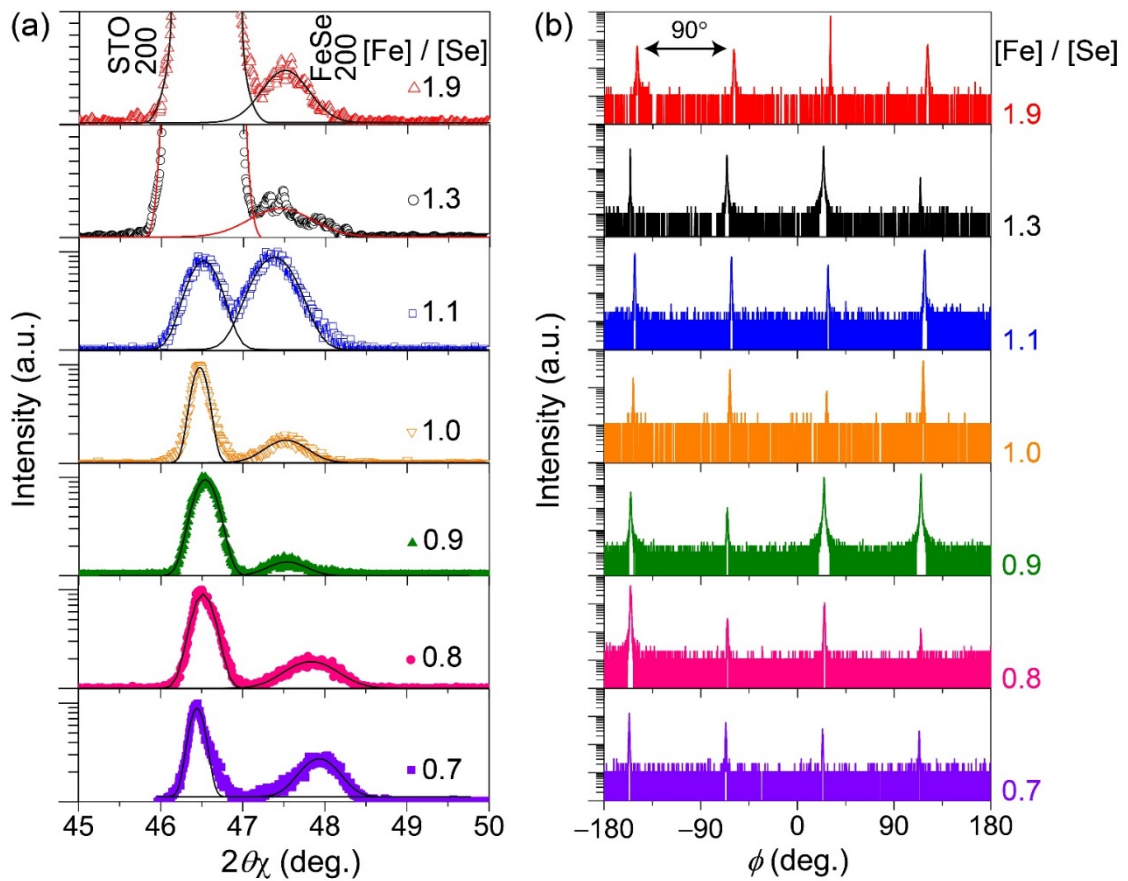 (a)
STO
200
FeSe
200
[Fe] / [Se]
1.9
1.3
1.1
1.0
0.9
0.8
0.7
Intensity (a.u.)
45 46 47 48 49 50
2θχ (deg.)
(b)
90°
[Fe] / [Se]
1.9
1.3
1.1
1.0
0.9
0.8
0.7
Intensity (a.u.)
−180 −90 0 90 180
ϕ (deg.)